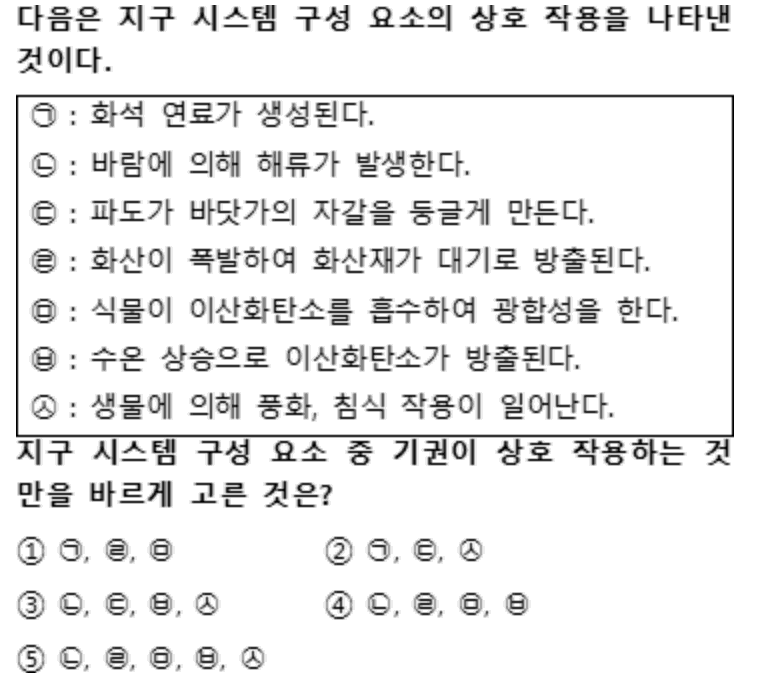 다음은 지구 시스템 구성 요소의 상호 작용을 나타낸
것이다.
㉠ : 화석 연료가 생성된다.
㉡ : 바람에 의해 해류가 발생한다.
㉢ : 파도가 바닷가의 자갈을 둥글게 만든다.
㉣ : 화산이 폭발하여 화산재가 대기로 방출된다.
㉤ : 식물이 이산화탄소를 흡수하여 광합성을 한다.
㉥ : 수온 상승으로 이산화탄소가 방출된다.
㉦ : 생물에 의해 풍화, 침식 작용이 일어난다.
지구 시스템 구성 요소 중 기권이 상호 작용하는 것
만을 바르게 고른 것은?
① ㉠, ㉣, ㉤ ② ㉠, ㉢, ㉦
③ ㉡, ㉢, ㉥, ㉦ ④ ㉡, ㉣, ㉤, ㉥
⑤ ㉡, ㉣, ㉤, ㉥, ㉦